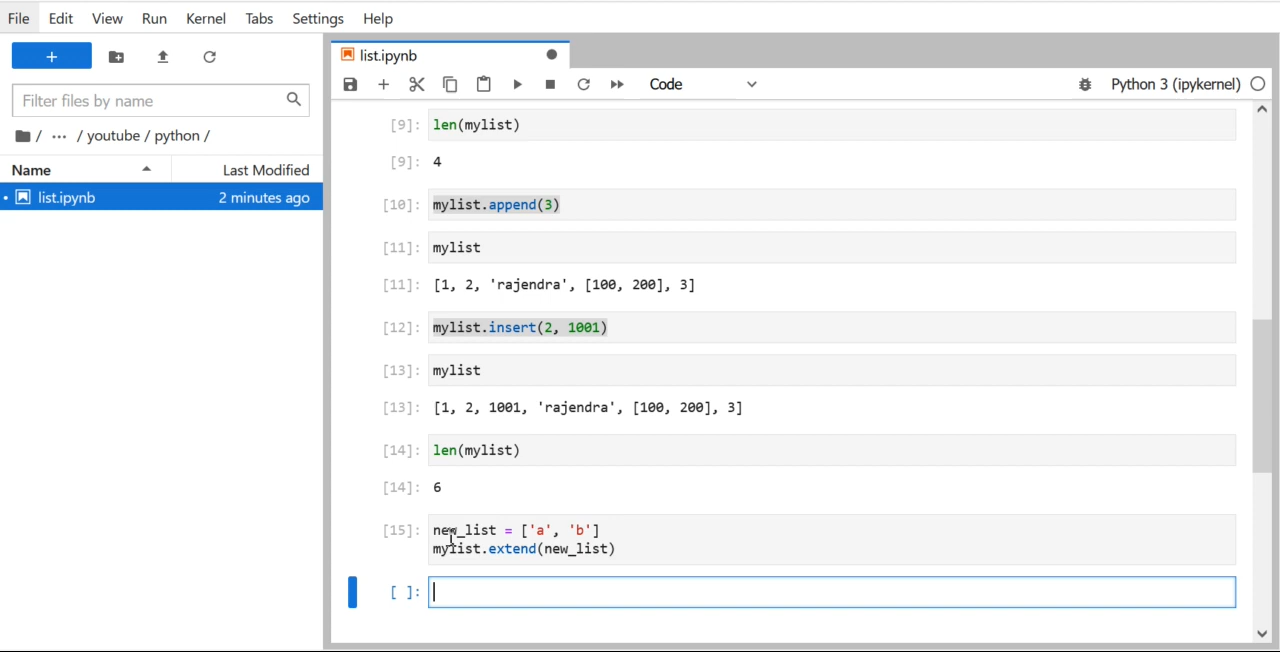 File Edit View Run Kernel Tabs Settings Help
+
Filter files by name
/ ... / youtube / python /
Name Last Modified
list.ipynb 2 minutes ago
list.ipynb
Code Python 3 (ipykernel)
[9]: len(mylist)
[9]: 4
[10]: mylist.append(3)
[11]: mylist
[11]: [1, 2, 'rajendra', [100, 200], 3]
[12]: mylist.insert(2, 1001)
[13]: mylist
[13]: [1, 2, 1001, 'rajendra', [100, 200], 3]
[14]: len(mylist)
[14]: 6
[15]: new_list = ['a', 'b']
mylist.extend(new_list)
[ ]: